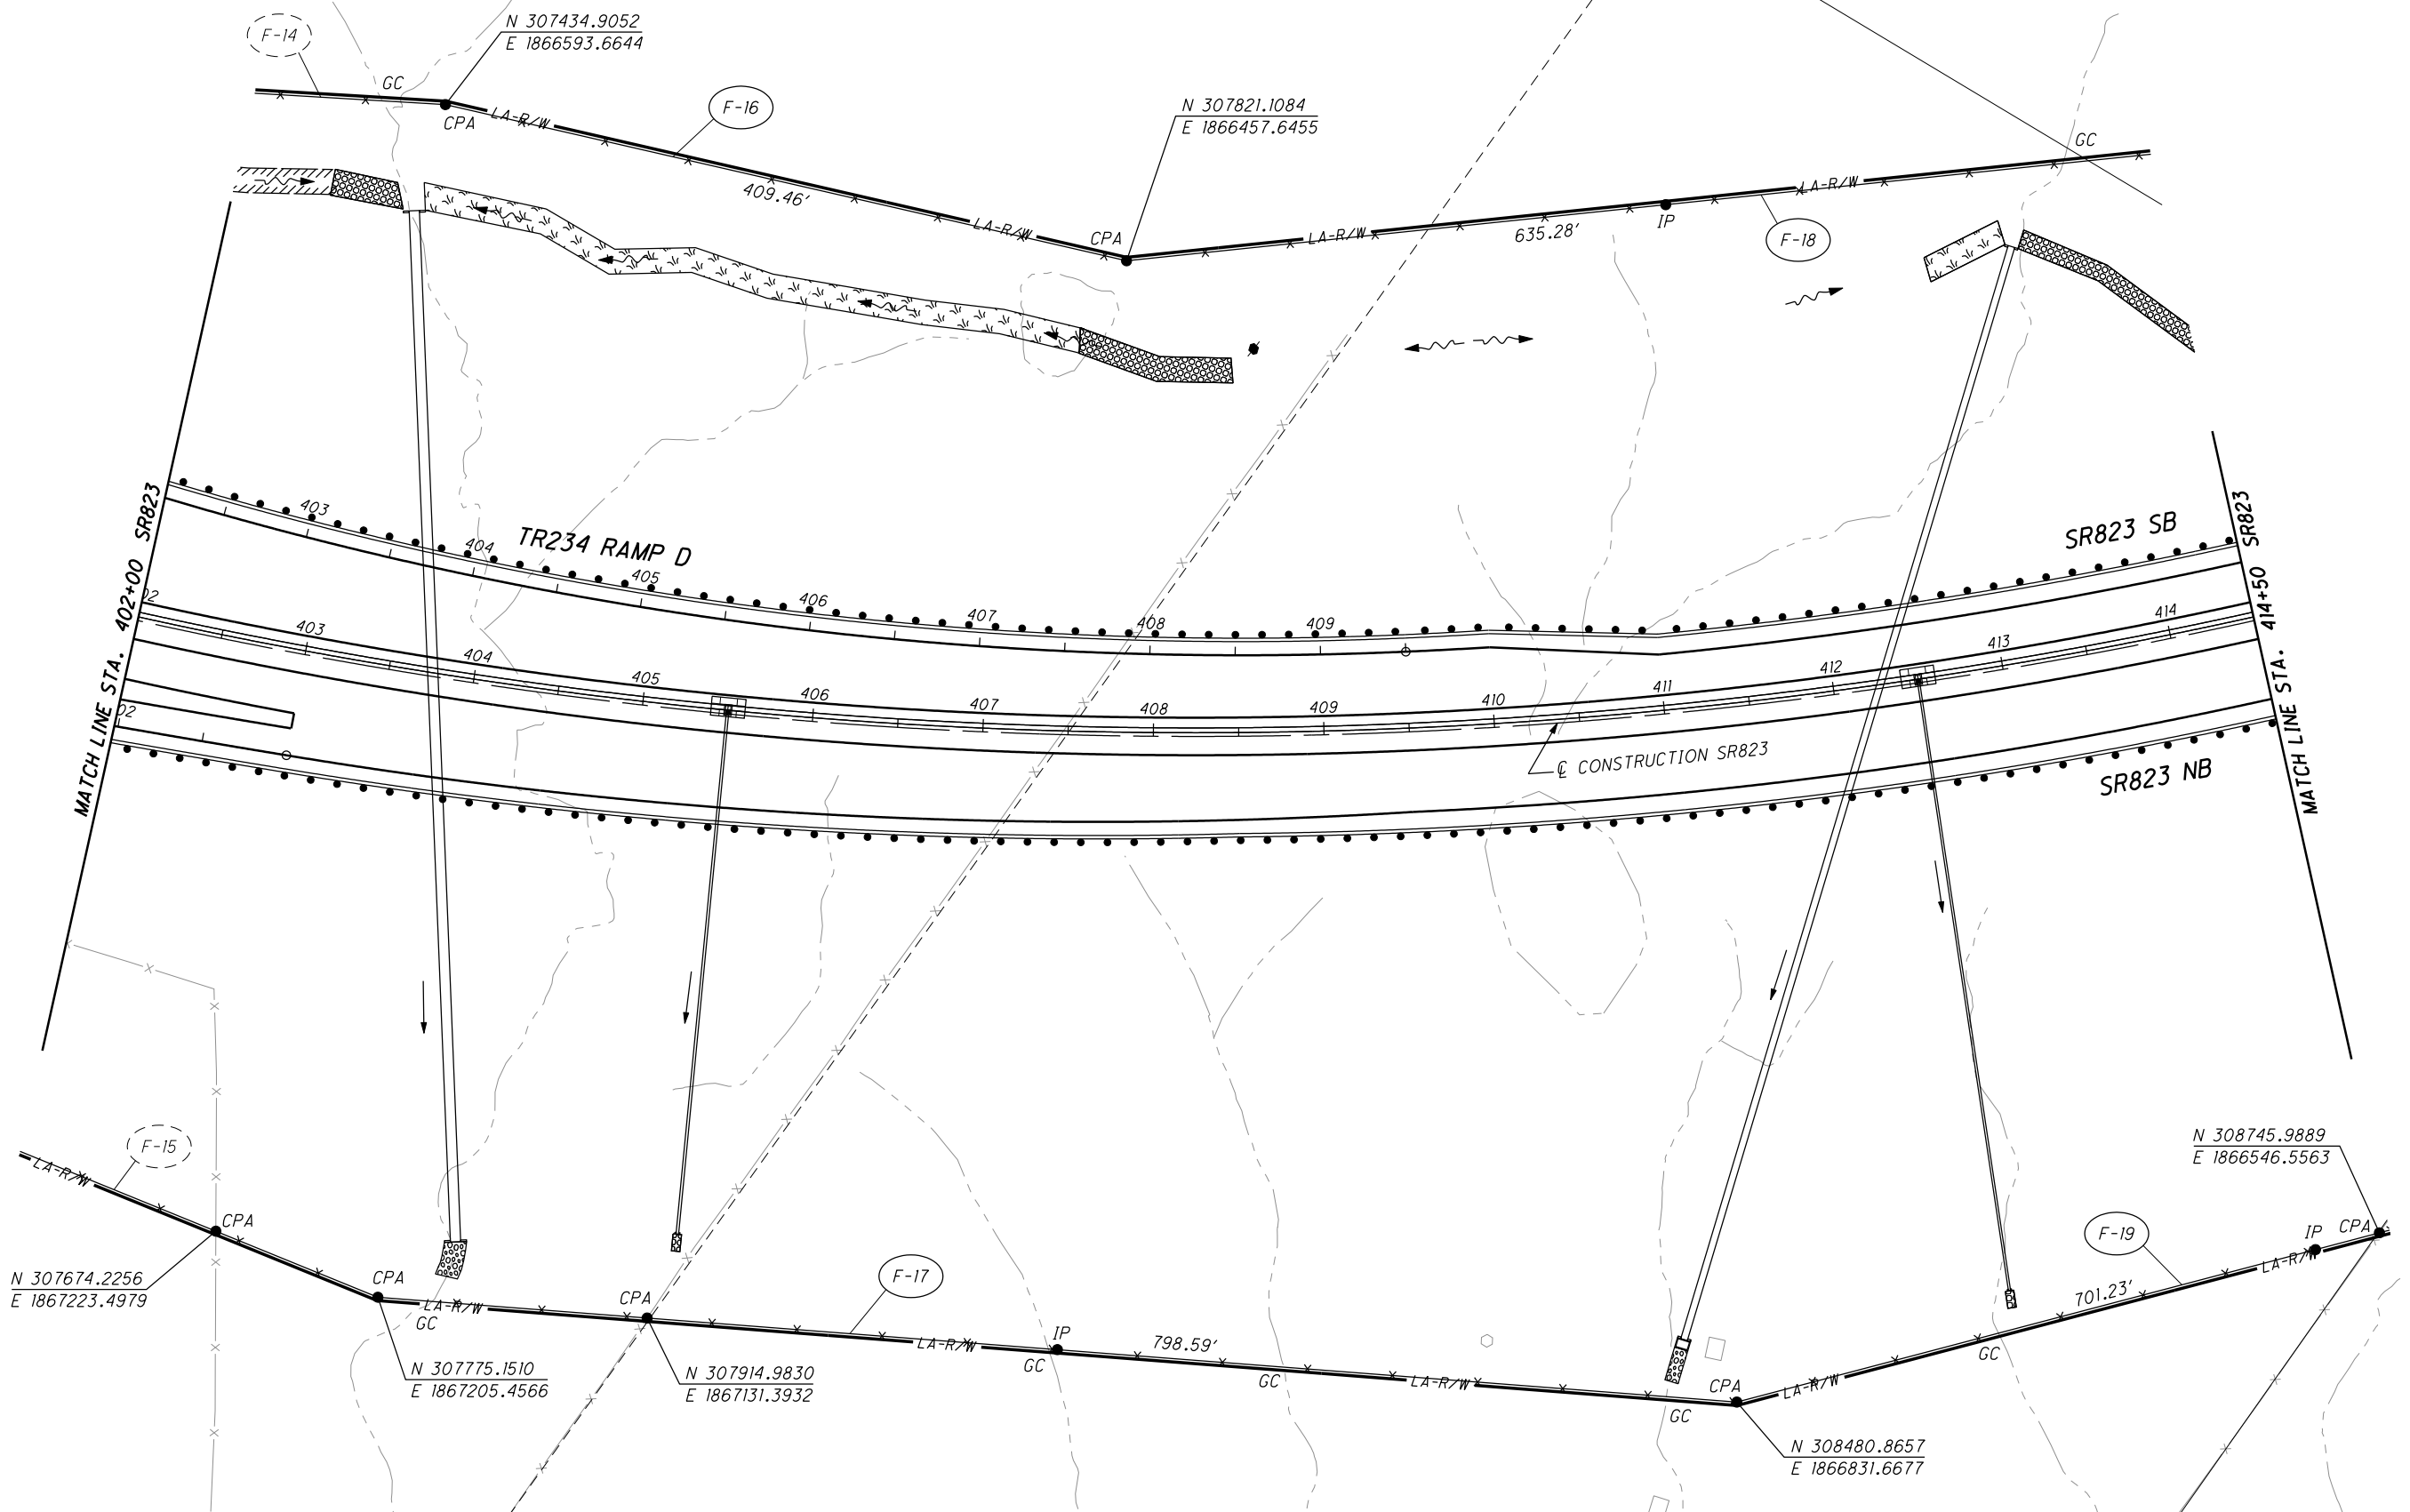 F-14
N 307434.9052
E 1866593.6644
GC
CPA
LA-R/W
F-16
409.46'
LA-R/W
N 307821.1084
E 1866457.6455
CPA
LA-R/W
635.28'
IP
LA-R/W
F-18
GC
MATCH LINE STA. 402+00 SR823
403
404
405
406
407
408
409
TR234 RAMP D
SR823 SB
02
403
404
405
406
407
408
409
410
411
412
413
414
02
℄ CONSTRUCTION SR823
SR823 NB
MATCH LINE STA. 414+50 SR823
LA-R/W
F-15
CPA
N 307674.2256
E 1867223.4979
CPA
LA-R/W
GC
N 307775.1510
E 1867205.4566
CPA
N 307914.9830
E 1867131.3932
F-17
LA-R/W
IP
GC
798.59'
GC
LA-R/W
GC
CPA
N 308480.8657
E 1866831.6677
LA-R/W
GC
701.23'
F-19
LA-R/W
IP
CPA
N 308745.9889
E 1866546.5563